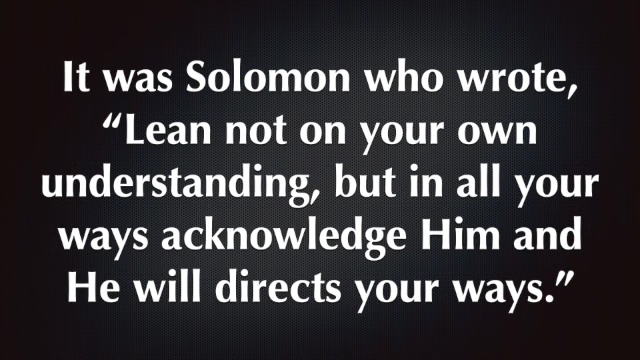 It was Solomon who wrote,
“Lean not on your own
understanding, but in all your
ways acknowledge Him and
He will directs your ways.”